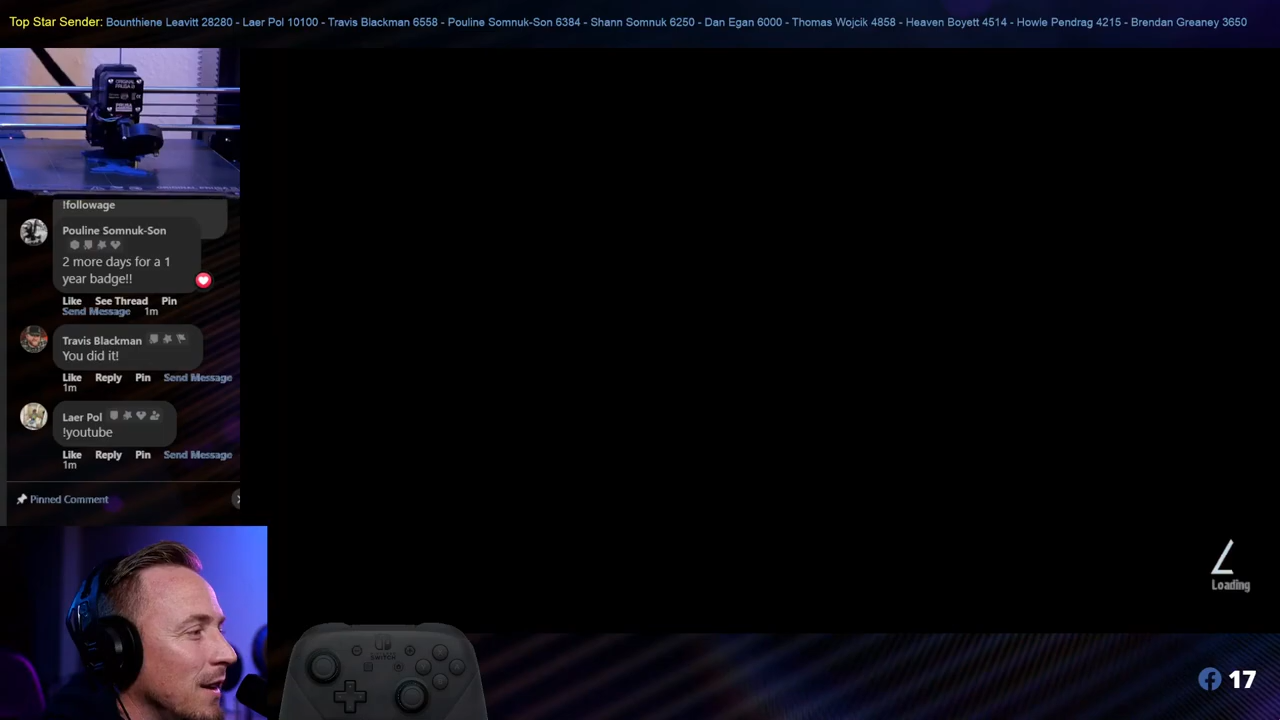 Top Star Sender: Bounthiene Leavitt 28280 - Laer Pol 10100 - Travis Blackman 6558 - Pouline Somnuk-Son 6384 - Shann Somnuk 6250 - Dan Egan 6000 - Thomas Wojcik 4858 - Heaven Boyett 4514 - Howle Pendrag 4215 - Brendan Greaney 3650
!followage
Pouline Somnuk-Son
2 more days for a 1
year badge!!
Like See Thread Pin
Send Message 1m
Travis Blackman
You did it!
Like Reply Pin Send Message
1m
Laer Pol
!youtube
Like Reply Pin Send Message
1m
Pinned Comment
Loading
17